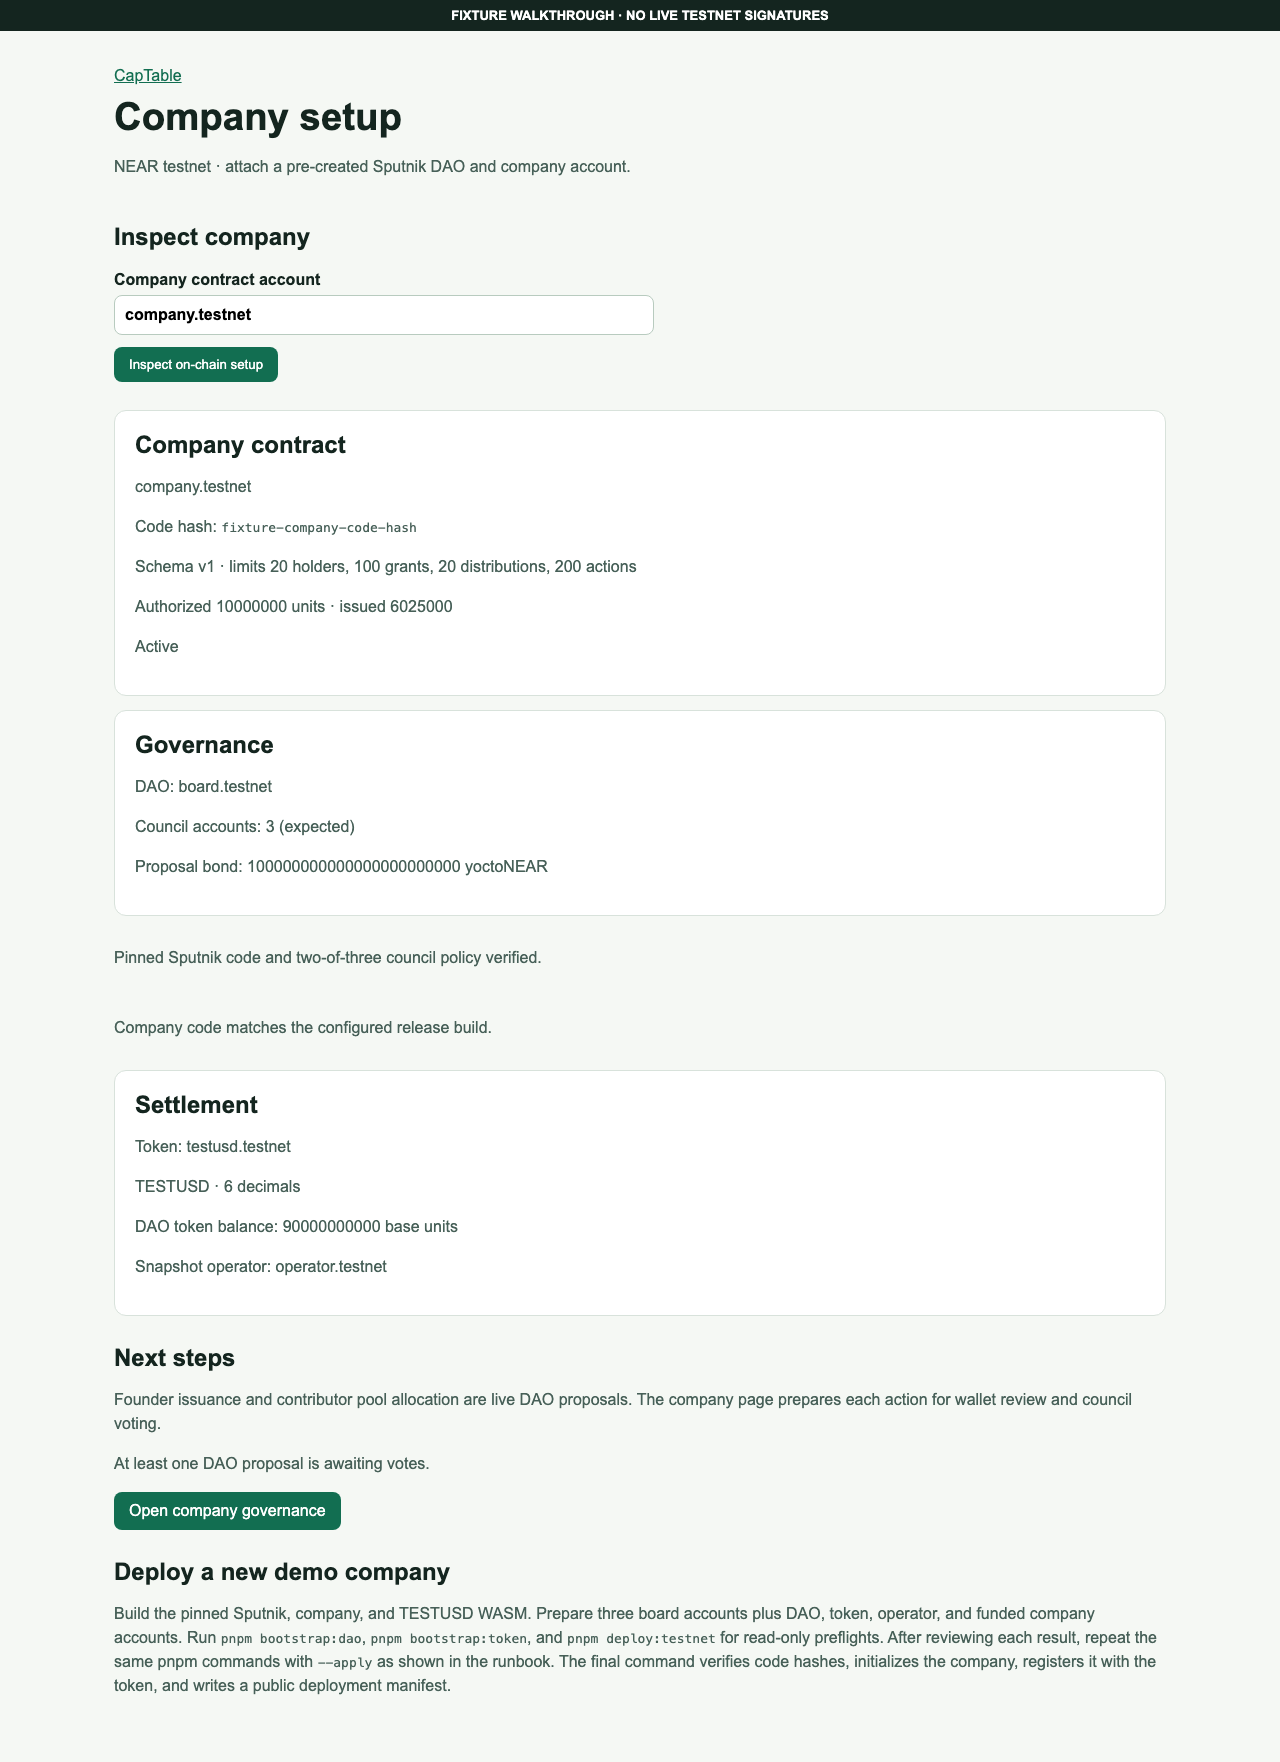 FIXTURE WALKTHROUGH · NO LIVE TESTNET SIGNATURES
CapTable
Company setup
NEAR testnet · attach a pre-created Sputnik DAO and company account.
Inspect company
Company contract account
company.testnet
Inspect on-chain setup
Company contract
company.testnet
Code hash: fixture-company-code-hash
Schema v1 · limits 20 holders, 100 grants, 20 distributions, 200 actions
Authorized 10000000 units · issued 6025000
Active
Governance
DAO: board.testnet
Council accounts: 3 (expected)
Proposal bond: 100000000000000000000000 yoctoNEAR
Pinned Sputnik code and two-of-three council policy verified.
Company code matches the configured release build.
Settlement
Token: testusd.testnet
TESTUSD · 6 decimals
DAO token balance: 90000000000 base units
Snapshot operator: operator.testnet
Next steps
Founder issuance and contributor pool allocation are live DAO proposals. The company page prepares each action for wallet review and council
voting.
At least one DAO proposal is awaiting votes.
Open company governance
Deploy a new demo company
Build the pinned Sputnik, company, and TESTUSD WASM. Prepare three board accounts plus DAO, token, operator, and funded company
accounts. Run pnpm bootstrap:dao, pnpm bootstrap:token, and pnpm deploy:testnet for read-only preflights. After reviewing each result, repeat the
same pnpm commands with --apply as shown in the runbook. The final command verifies code hashes, initializes the company, registers it with the
token, and writes a public deployment manifest.